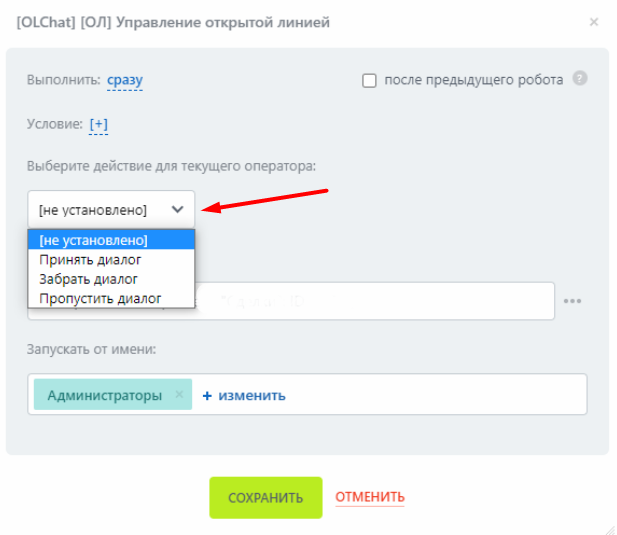 [OLChat] [ОЛ] Управление открытой линией
Выполнить: сразу
после предыдущего робота
Условие: [+]
Выберите действие для текущего оператора:
[не установлено]
[не установлено]
Принять диалог
Забрать диалог
Пропустить диалог
Запускать от имени:
Администраторы × + изменить
СОХРАНИТЬ ОТМЕНИТЬ